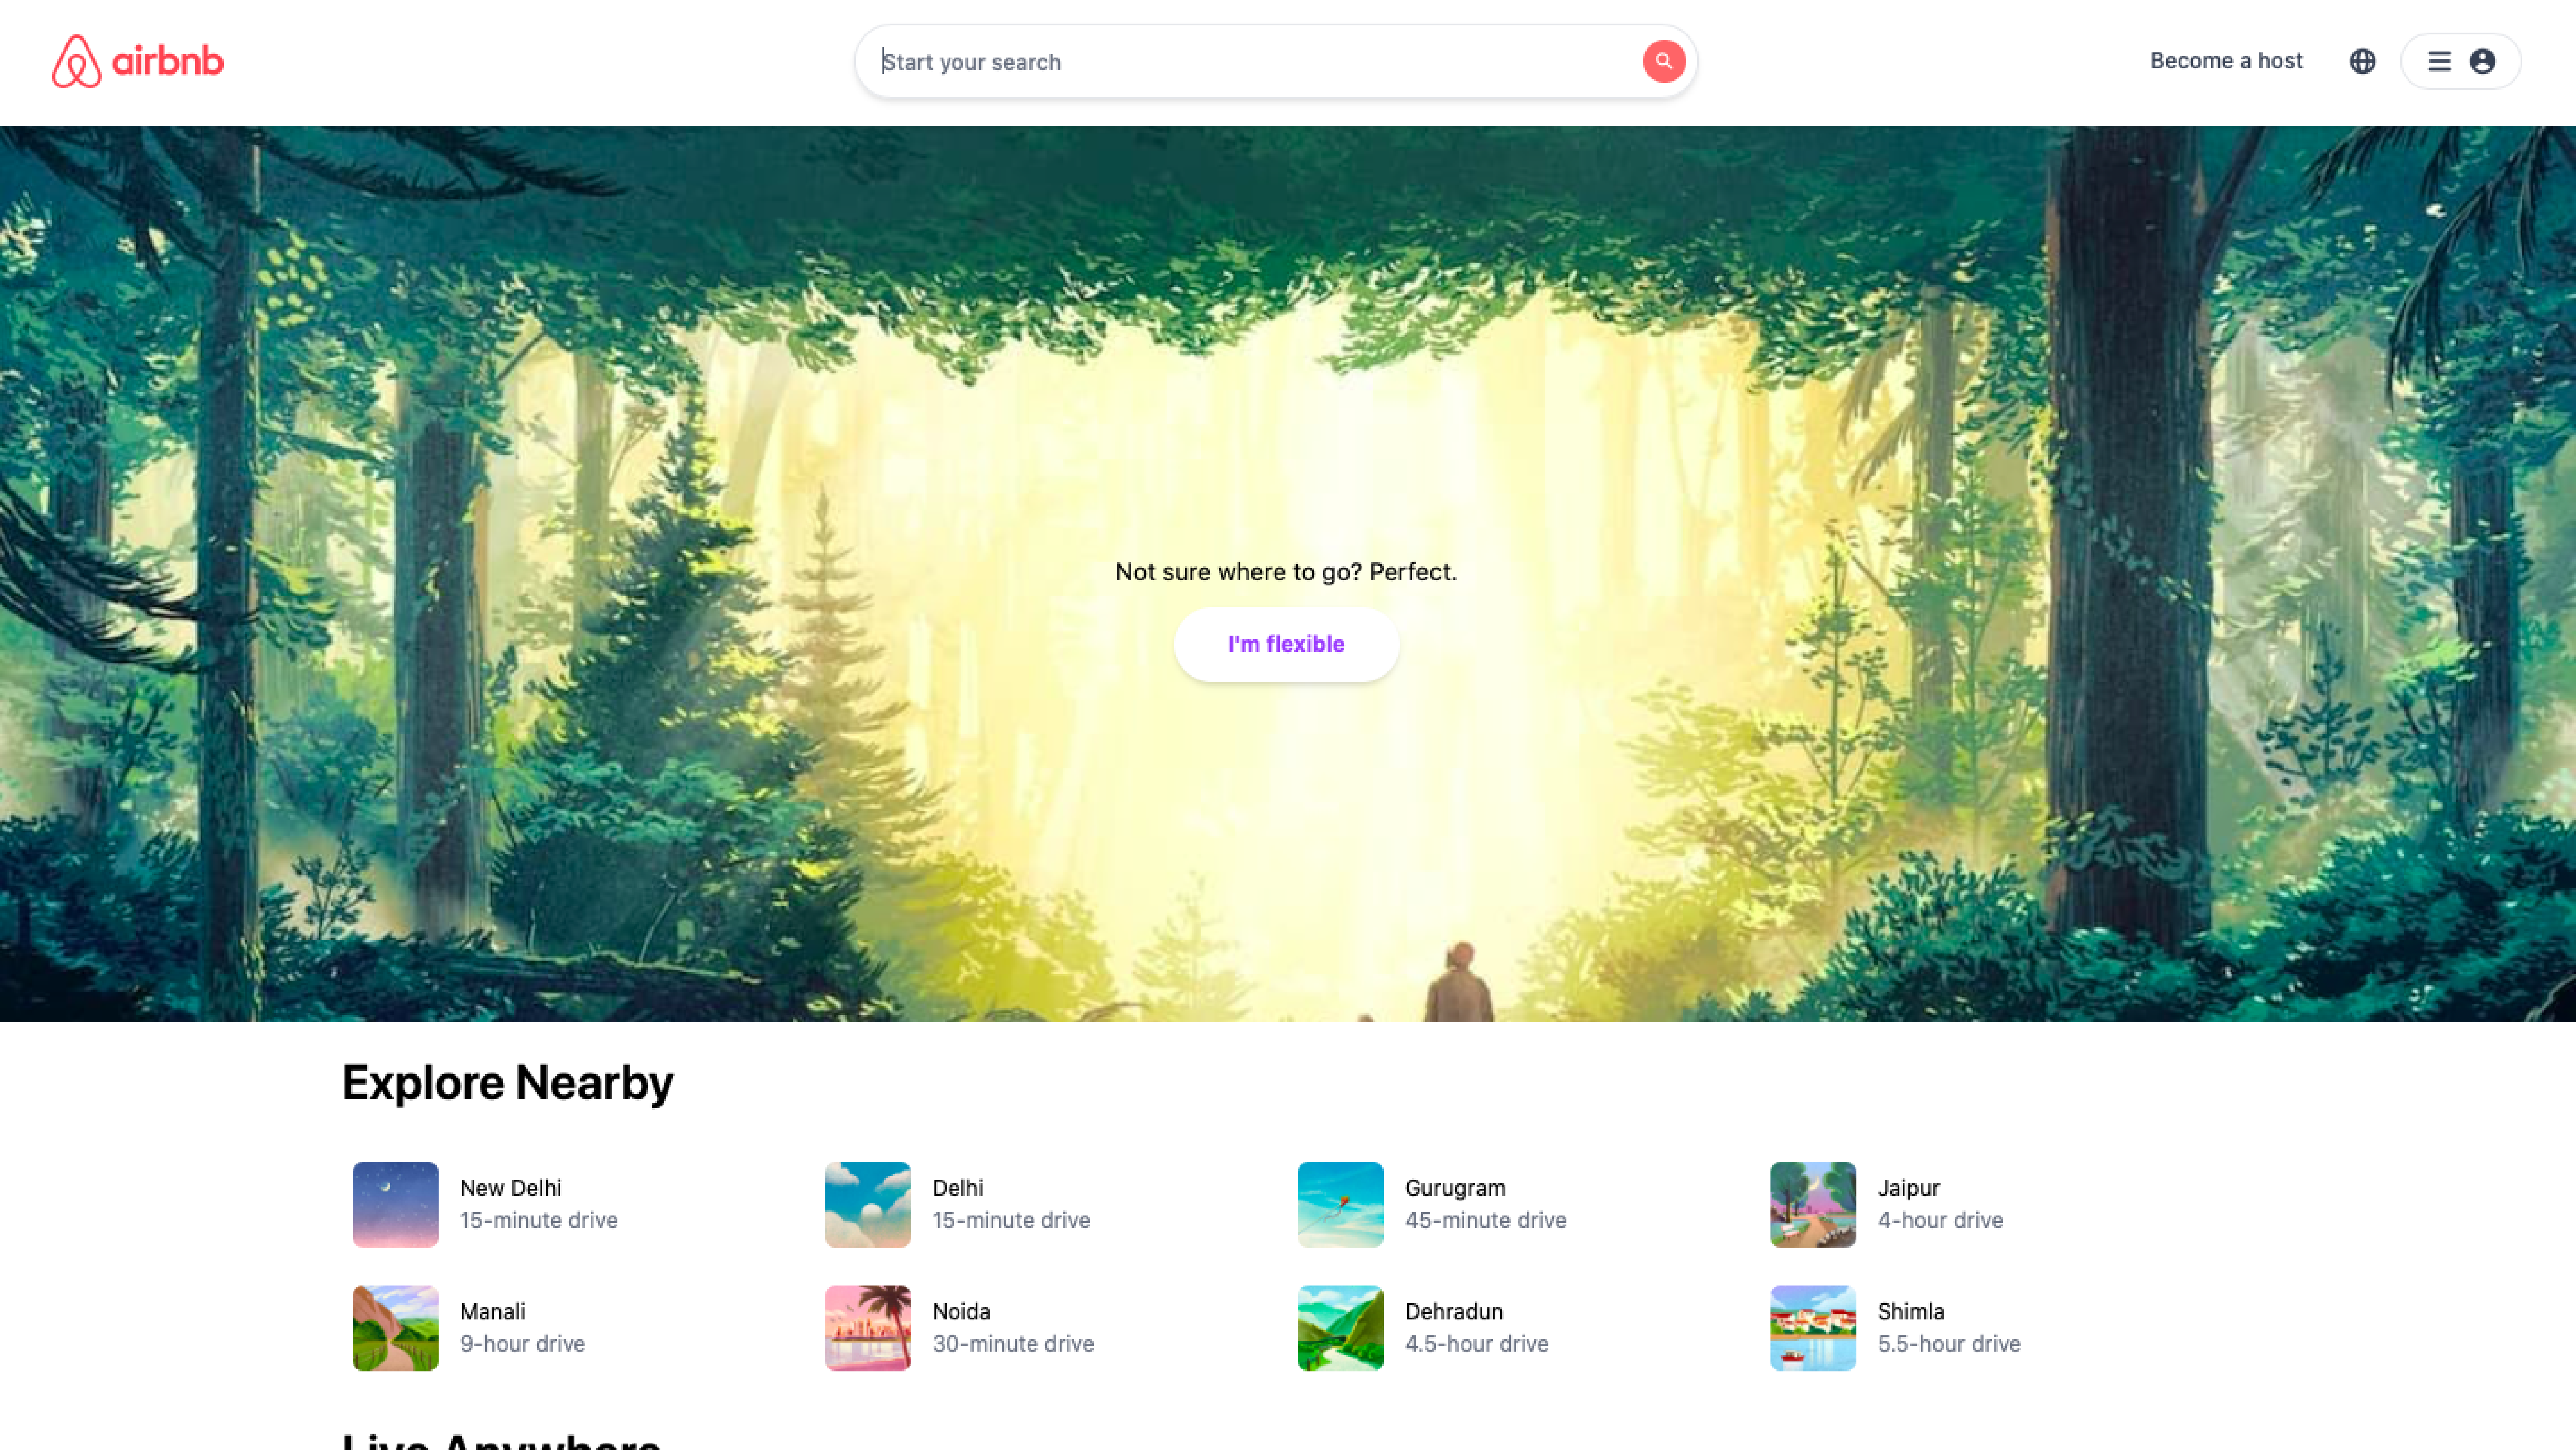 airbnb
Start your search
Become a host
Not sure where to go? Perfect.
I'm flexible
Explore Nearby
New Delhi
15-minute drive
Delhi
15-minute drive
Gurugram
45-minute drive
Jaipur
4-hour drive
Manali
9-hour drive
Noida
30-minute drive
Dehradun
4.5-hour drive
Shimla
5.5-hour drive
Live Anywhere